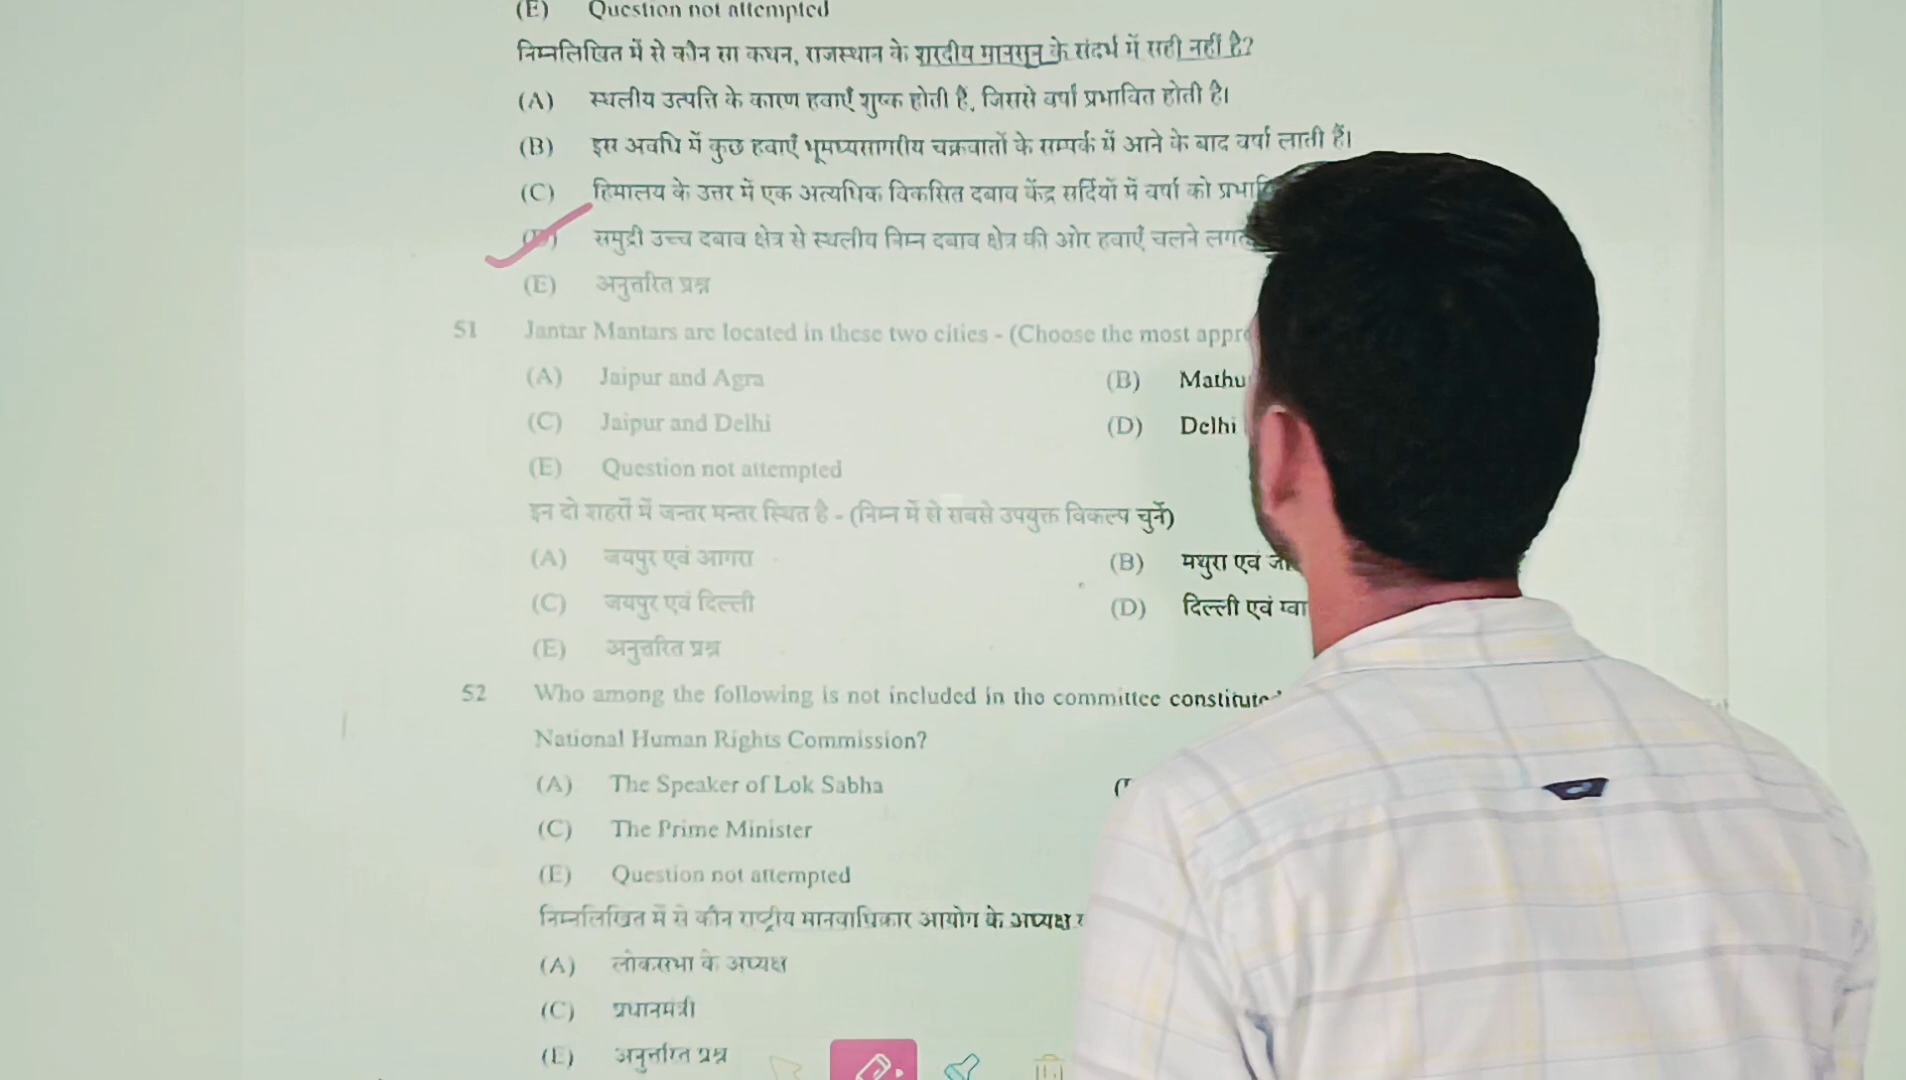 (E) Question not attempted
निम्नलिखित में से कौन सा कथन, राजस्थान के शरदीय मानसून के संदर्भ में सही नहीं है?
(A) स्थलीय उत्पत्ति के कारण हवाएँ शुष्क होती हैं, जिससे वर्षा प्रभावित होती है।
(B) इस अवधि में कुछ हवाएँ भूमध्यसागरीय चक्रवातों के सम्पर्क में आने के बाद वर्षा लाती हैं।
(C) हिमालय के उत्तर में एक अत्यधिक विकसित दबाव केंद्र सर्दियों में वर्षा को
(D) समुद्री उच्च दबाव क्षेत्र से स्थलीय निम्न दबाव क्षेत्र की ओर हवाएँ चलने
(E) अनुत्तरित प्रश्न
51 Jantar Mantars are located in these two cities - (Choose the most
(A) Jaipur and Agra (B)
(C) Jaipur and Delhi (D) Delhi
(E) Question not attempted
इन दो शहरों में जन्तर मन्तर स्थित है - (निम्न में से सबसे उपयुक्त विकल्प चुनें)
(A) जयपुर एवं आगरा (B) मथुरा एवं
(C) जयपुर एवं दिल्ली (D) दिल्ली एवं
(E) अनुत्तरित प्रश्न
52 Who among the following is not included in the committee
National Human Rights Commission?
(A) The Speaker of Lok Sabha
(C) The Prime Minister
(E) Question not attempted
निम्नलिखित में से कौन राष्ट्रीय मानवाधिकार आयोग के अध्यक्ष
(A) लोकसभा के अध्यक्ष
(C) प्रधानमंत्री
(E) अनुत्तरित प्रश्न